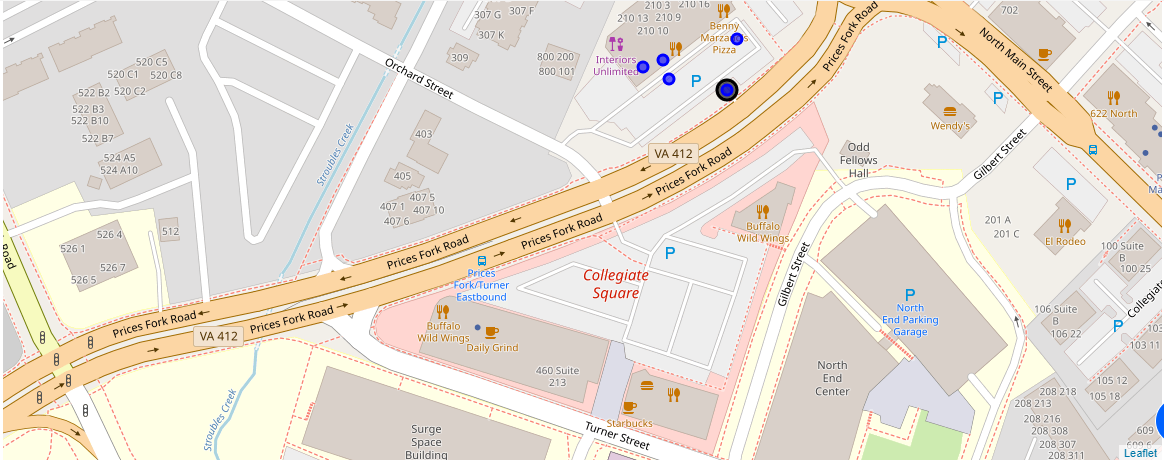 307 G
307 F
307 K
309
Orchard Street
800 200
800 101
210 3
210 16
210 13
210 9
210 10
Benny
Marzano's
Pizza
Interiors
Unlimited
P
Prices Fork Road
702
North Main Street
P
P
Wendy's
622 North
520 C5
520 C1
520 C8
520 C2
522 B2
522 B3
522 B10
522 B7
524 A5
524 A10
Stroubles Creek
403
405
407 5
407 1
407 10
407 6
VA 412
Prices Fork Road
Odd
Fellows
Hall
Gilbert Street
P
201 A
201 C
El Rodeo
100 Suite
B
100 25
Road
526 4
526 1
526 7
526 5
512
Prices Fork Road
Prices Fork Road
Prices
Fork/Turner
Eastbound
Collegiate
Square
P
Buffalo
Wild Wings
Gilbert Street
P
North
End Parking
Garage
106 Suite
B
106 22
P
Collegiate
103 11
Prices Fork Road
VA 412
Prices Fork Road
Buffalo
Wild Wings
Daily Grind
460 Suite
213
Starbucks
Turner Street
North
End
Center
105 12
105 18
208 218
208 213
208 216
208 308
208 307
208 311
609
Stroubles Creek
Surge
Space
Building
Leaflet